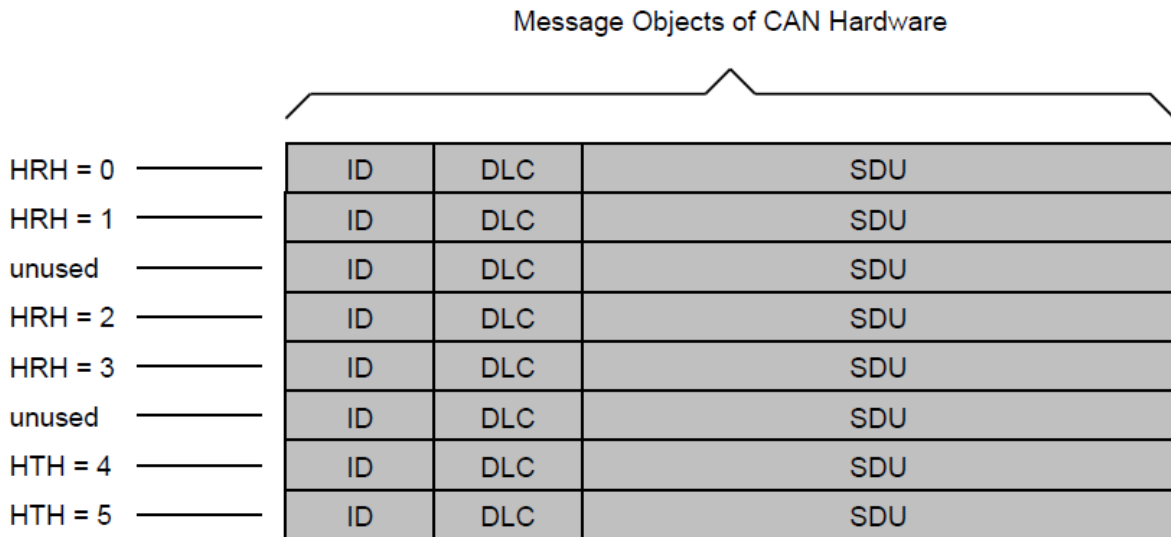 Message Objects of CAN Hardware
HRH = 0 ID DLC SDU
HRH = 1 ID DLC SDU
unused ID DLC SDU
HRH = 2 ID DLC SDU
HRH = 3 ID DLC SDU
unused ID DLC SDU
HTH = 4 ID DLC SDU
HTH = 5 ID DLC SDU